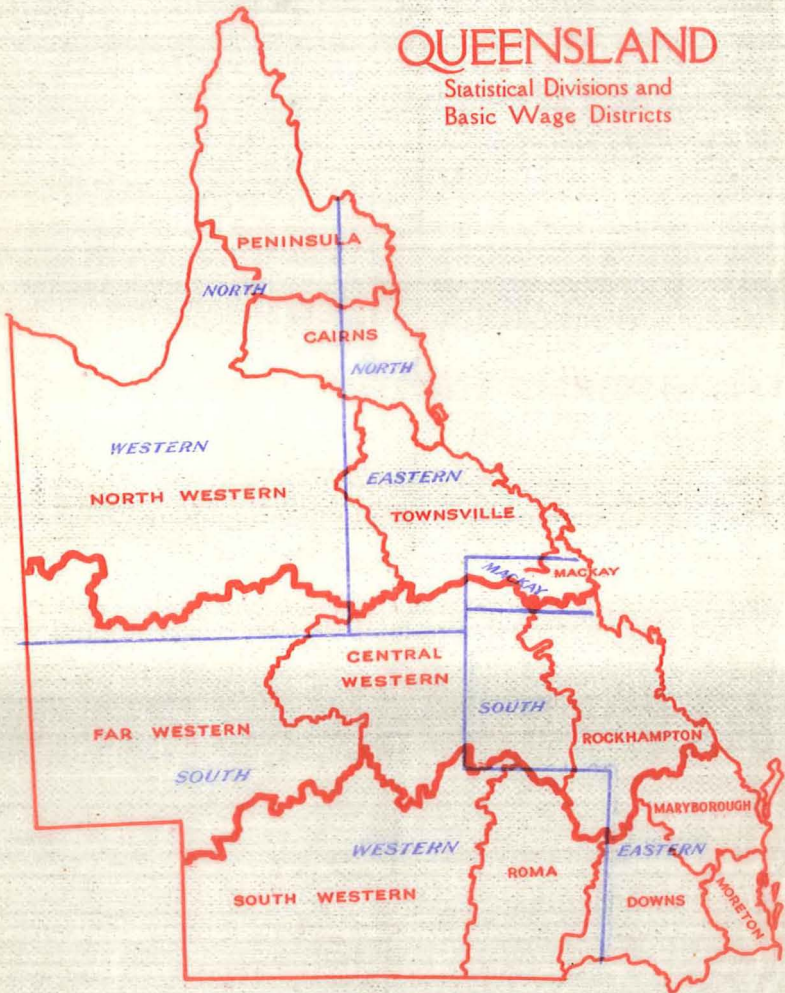 QUEENSLAND
Statistical Divisions and
Basic Wage Districts
PENINSULA
NORTH
CAIRNS
NORTH
WESTERN
EASTERN
NORTH WESTERN
TOWNSVILLE
MACKAY
MACKAY
CENTRAL
WESTERN
SOUTH
FAR WESTERN
ROCKHAMPTON
SOUTH
MARYBOROUGH
WESTERN
EASTERN
ROMA
SOUTH WESTERN
DOWNS
MORETON